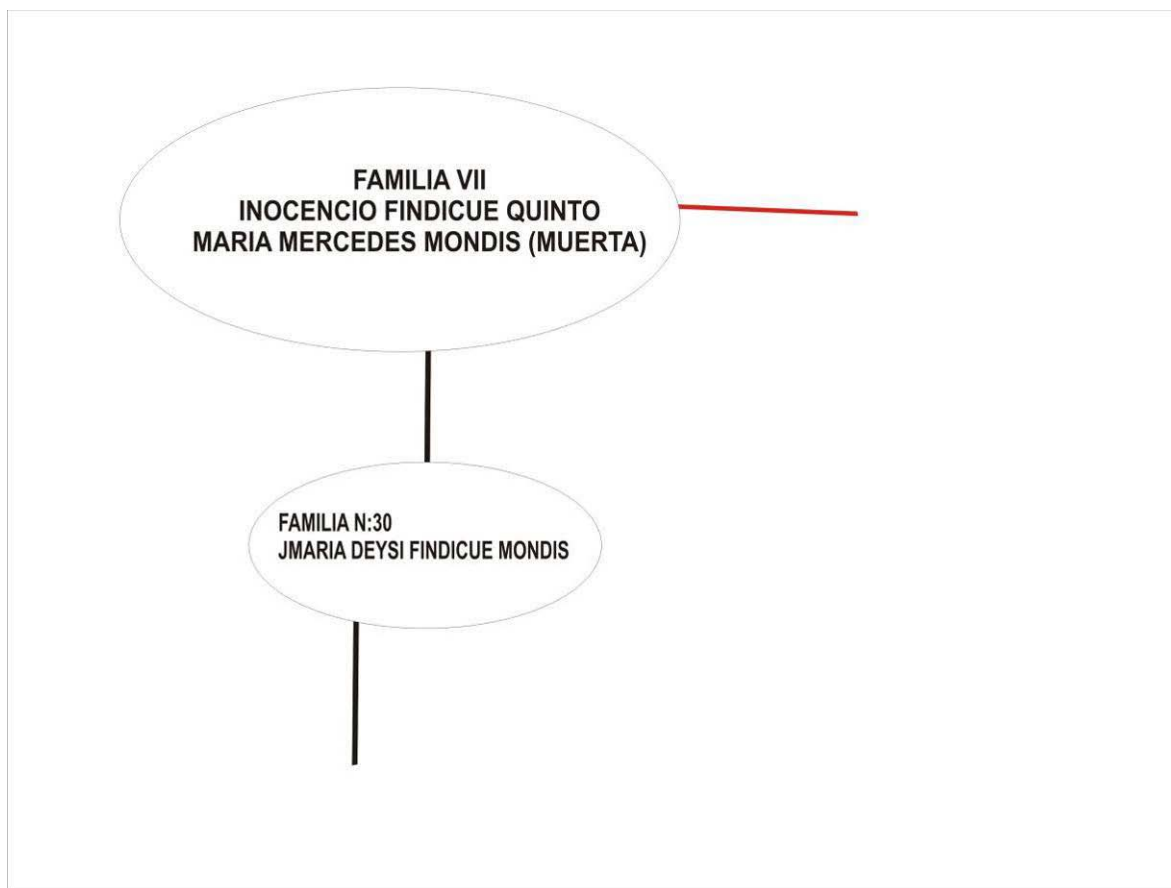 FAMILIA VII
INOCENCIO FINDICUE QUINTO
MARIA MERCEDES MONDIS (MUERTA)
FAMILIA N:30
JMARIA DEYSI FINDICUE MONDIS